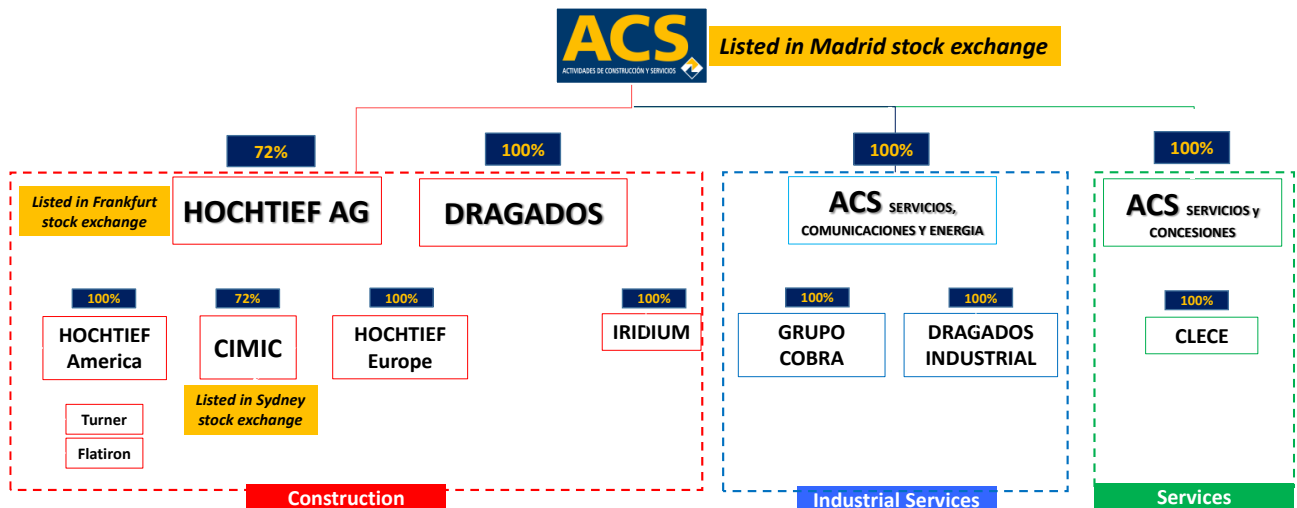 ACS
ACTIVIDADES DE CONSTRUCCIÓN Y SERVICIOS
Listed in Madrid stock exchange
72%
100%
100%
100%
Listed in Frankfurt
stock exchange
HOCHTIEF AG
DRAGADOS
ACS SERVICIOS,
COMUNICACIONES Y ENERGIA
ACS SERVICIOS y
CONCESIONES
100%
72%
100%
100%
100%
100%
100%
HOCHTIEF
America
CIMIC
HOCHTIEF
Europe
IRIDIUM
GRUPO
COBRA
DRAGADOS
INDUSTRIAL
CLECE
Listed in Sydney
stock exchange
Turner
Flatiron
Construction
Industrial Services
Services